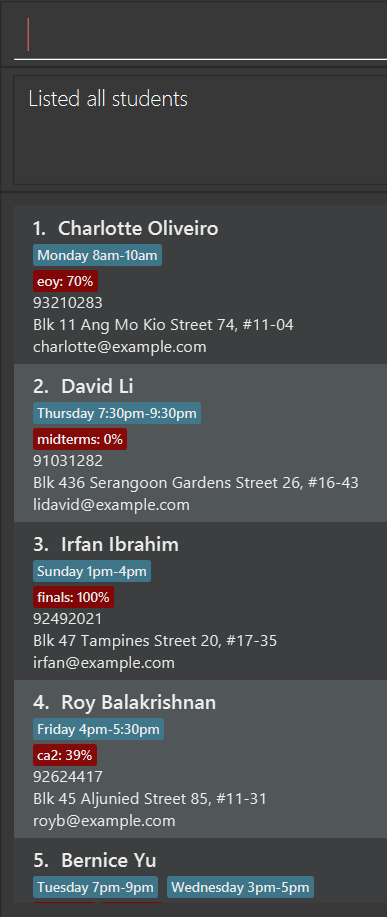 Listed all students
1. Charlotte Oliveiro
Monday 8am-10am
eoy: 70%
93210283
Blk 11 Ang Mo Kio Street 74, #11-04
charlotte@example.com
2. David Li
Thursday 7:30pm-9:30pm
midterms: 0%
91031282
Blk 436 Serangoon Gardens Street 26, #16-43
lidavid@example.com
3. Irfan Ibrahim
Sunday 1pm-4pm
finals: 100%
92492021
Blk 47 Tampines Street 20, #17-35
irfan@example.com
4. Roy Balakrishnan
Friday 4pm-5:30pm
ca2: 39%
92624417
Blk 45 Aljunied Street 85, #11-31
royb@example.com
5. Bernice Yu
Tuesday 7pm-9pm Wednesday 3pm-5pm